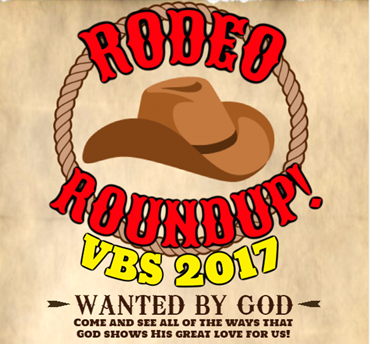 RODEO
ROUNDUP!
VBS 2017
WANTED BY GOD
COME AND SEE ALL OF THE WAYS THAT
GOD SHOWS HIS GREAT LOVE FOR US!